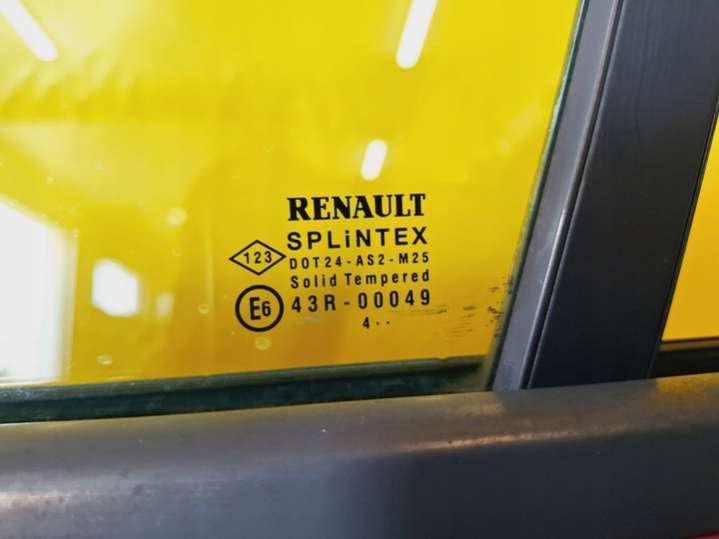 RENAULT
SPLiNTEX
123
DOT24-AS2-M25
Solid Tempered
E6 43R-00049
4··